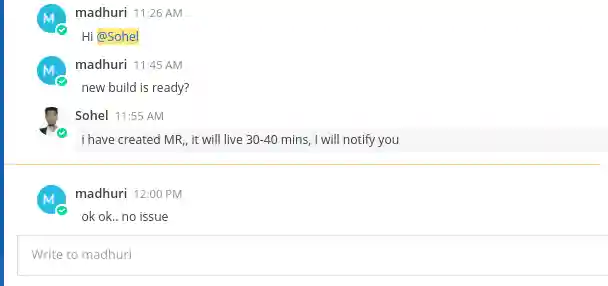 madhuri 11:26 AM
M
Hi @Sohel
madhuri 11:45 AM
M
new build is ready?
Sohel 11:55 AM
i have created MR,, it will live 30-40 mins, I will notify you
madhuri 12:00 PM
M
ok ok.. no issue
Write to madhuri